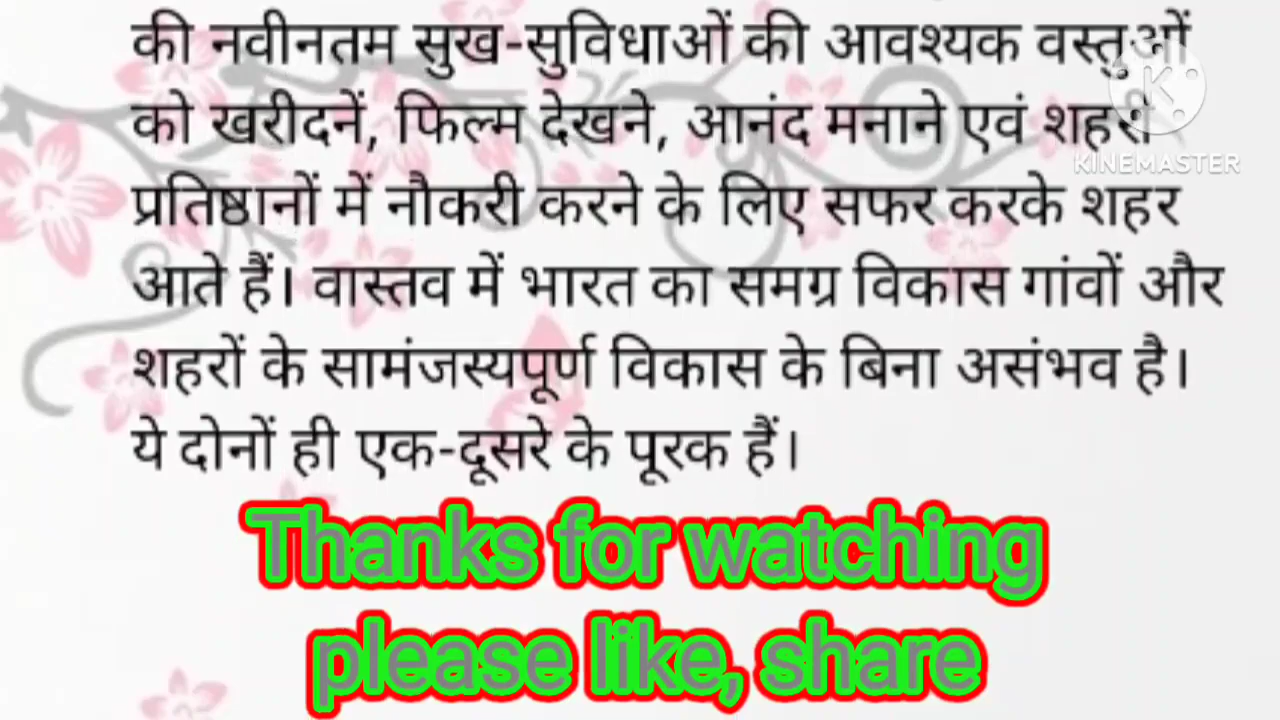 की नवीनतम सुख-सुविधाओं की आवश्यक वस्तुओं
को खरीदनें, फिल्म देखने, आनंद मनाने एवं शहरी
प्रतिष्ठानों में नौकरी करने के लिए सफर करके शहर
आते हैं। वास्तव में भारत का समग्र विकास गांवों और
शहरों के सामंजस्यपूर्ण विकास के बिना असंभव है।
ये दोनों ही एक-दूसरे के पूरक हैं।
KINEMASTER
Thanks for watching
please like, share